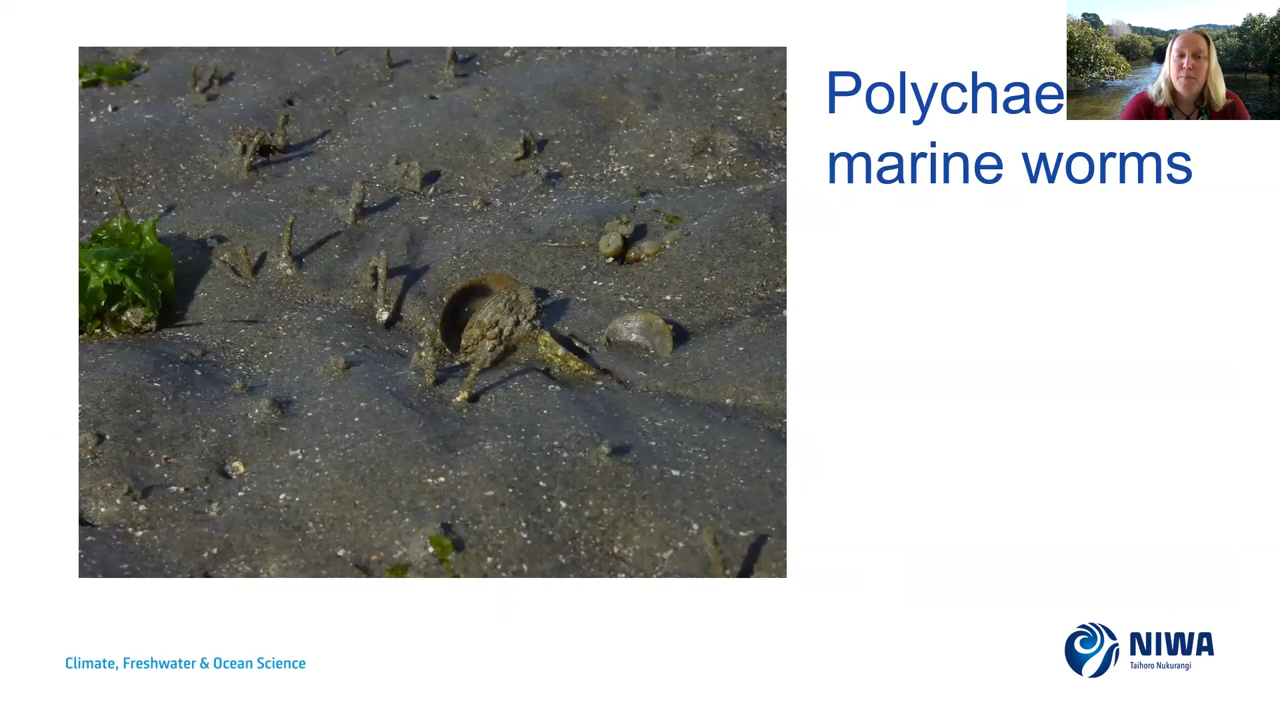 Polychae
marine worms
Climate, Freshwater & Ocean Science
NIWA
Taihoro Nukurangi